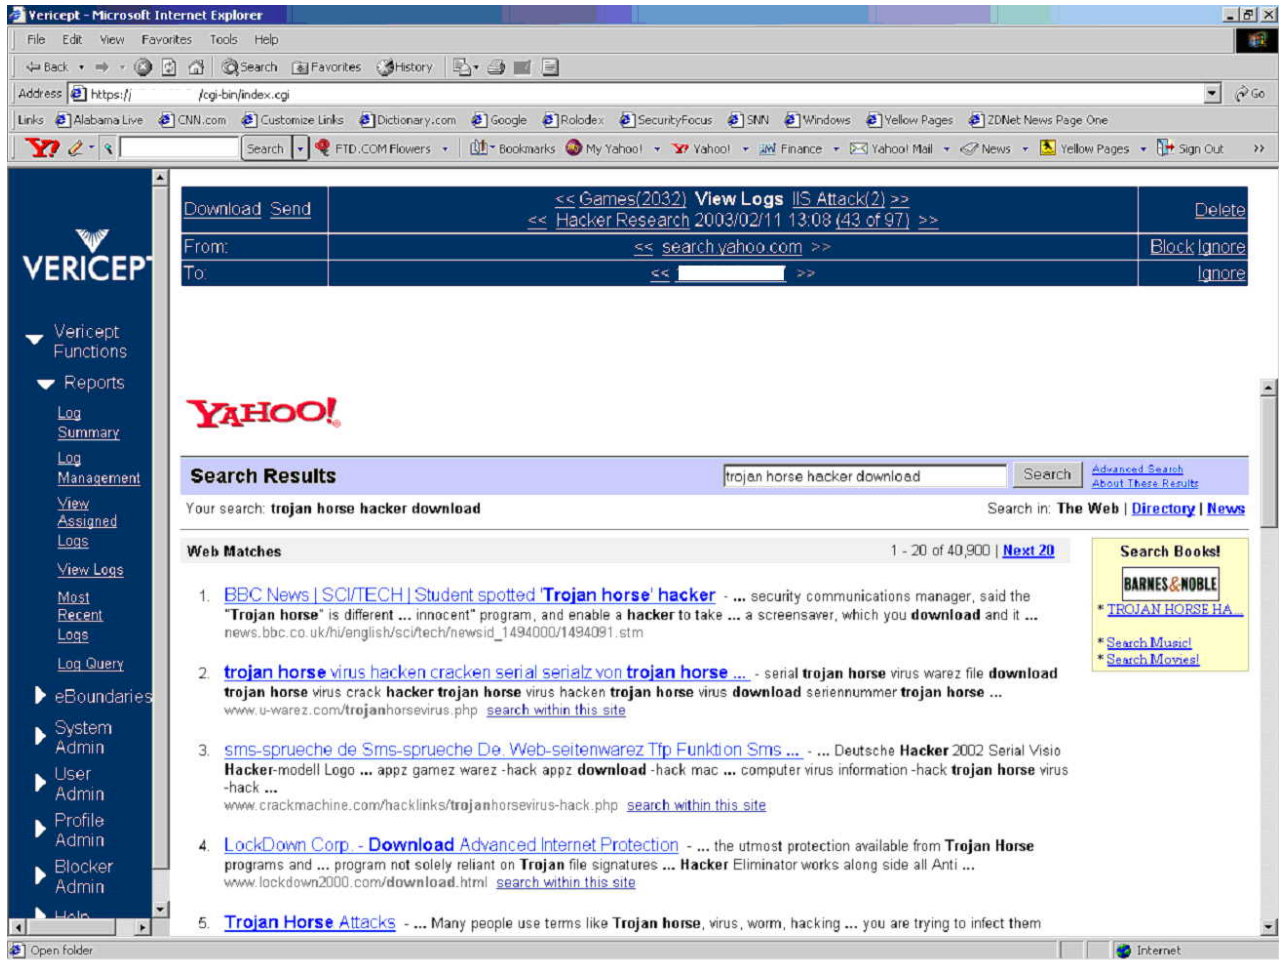 Vericept - Microsoft Internet Explorer
File Edit View Favorites Tools Help
Back Search Favorites History
Address https://j /cgi-bin/index.cgi Go
Links Alabama Live CNN.com Customize Links Dictionary.com Google Rolodex SecurityFocus SNN Windows Yellow Pages ZDNet News Page One
Y! Search FTD.COM Flowers Bookmarks My Yahoo! Yahoo! Finance Yahoo! Mail News Yellow Pages Sign Out >>
Download Send
<< Games(2032) View Logs IIS Attack(2) >>
<< Hacker Research 2003/02/11 13:08 (43 of 97) >>
Delete
From: << search.yahoo.com >> Block Ignore
To: << >> Ignore
VERICEPT
Vericept
Functions
Reports
Log
Summary
Log
Management
View
Assigned
Logs
View Logs
Most
Recent
Logs
Log Query
eBoundaries
System
Admin
User
Admin
Profile
Admin
Blocker
Admin
Help
YAHOO!
Search Results trojan horse hacker download Search
Advanced Search
About These Results
Your search: trojan horse hacker download Search in: The Web | Directory | News
Web Matches 1 - 20 of 40,900 | Next 20
1. BBC News | SCI/TECH | Student spotted 'Trojan horse' hacker - ... security communications manager, said the
"Trojan horse" is different ... innocent" program, and enable a hacker to take ... a screensaver, which you download and it ...
news.bbc.co.uk/hi/english/sci/tech/newsid_1494000/1494091.stm
2. trojan horse virus hacken cracken serial serialz von trojan horse ... - serial trojan horse virus warez file download
trojan horse virus crack hacker trojan horse virus hacken trojan horse virus download seriennummer trojan horse ...
www.u-warez.com/trojanhorsevirus.php search within this site
3. sms-sprueche de Sms-sprueche De. Web-seitenwarez Tfp Funktion Sms ... - ... Deutsche Hacker 2002 Serial Visio
Hacker-modell Logo ... appz gamez warez -hack appz download -hack mac ... computer virus information -hack trojan horse virus
-hack ...
www.crackmachine.com/hacklinks/trojanhorsevirus-hack.php search within this site
4. LockDown Corp. - Download Advanced Internet Protection - ... the utmost protection available from Trojan Horse
programs and ... program not solely reliant on Trojan file signatures ... Hacker Eliminator works along side all Anti ...
www.lockdown2000.com/download.html search within this site
5. Trojan Horse Attacks - ... Many people use terms like Trojan horse, virus, worm, hacking ... you are trying to infect them
Search Books!
BARNES&NOBLE
* TROJAN HORSE HA...
* Search Music!
* Search Movies!
Open folder Internet